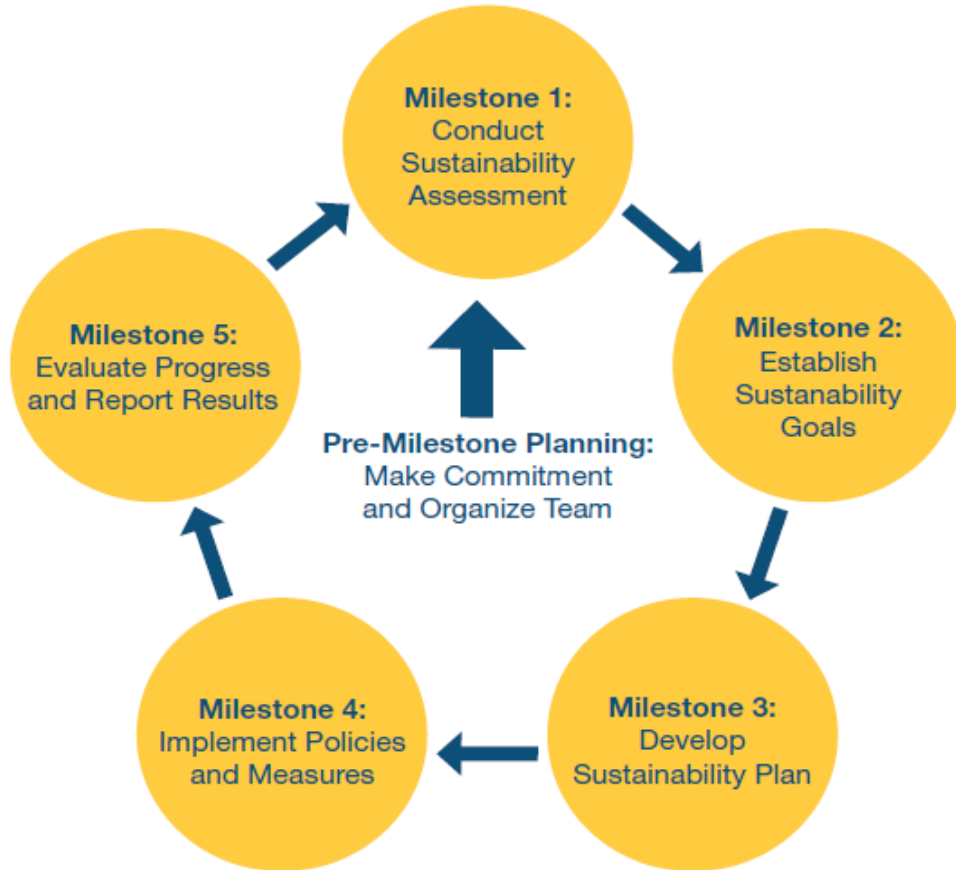 Milestone 1:
Conduct
Sustainability
Assessment
Milestone 2:
Establish
Sustanability
Goals
Milestone 3:
Develop
Sustainability Plan
Milestone 4:
Implement Policies
and Measures
Milestone 5:
Evaluate Progress
and Report Results
Pre-Milestone Planning:
Make Commitment
and Organize Team